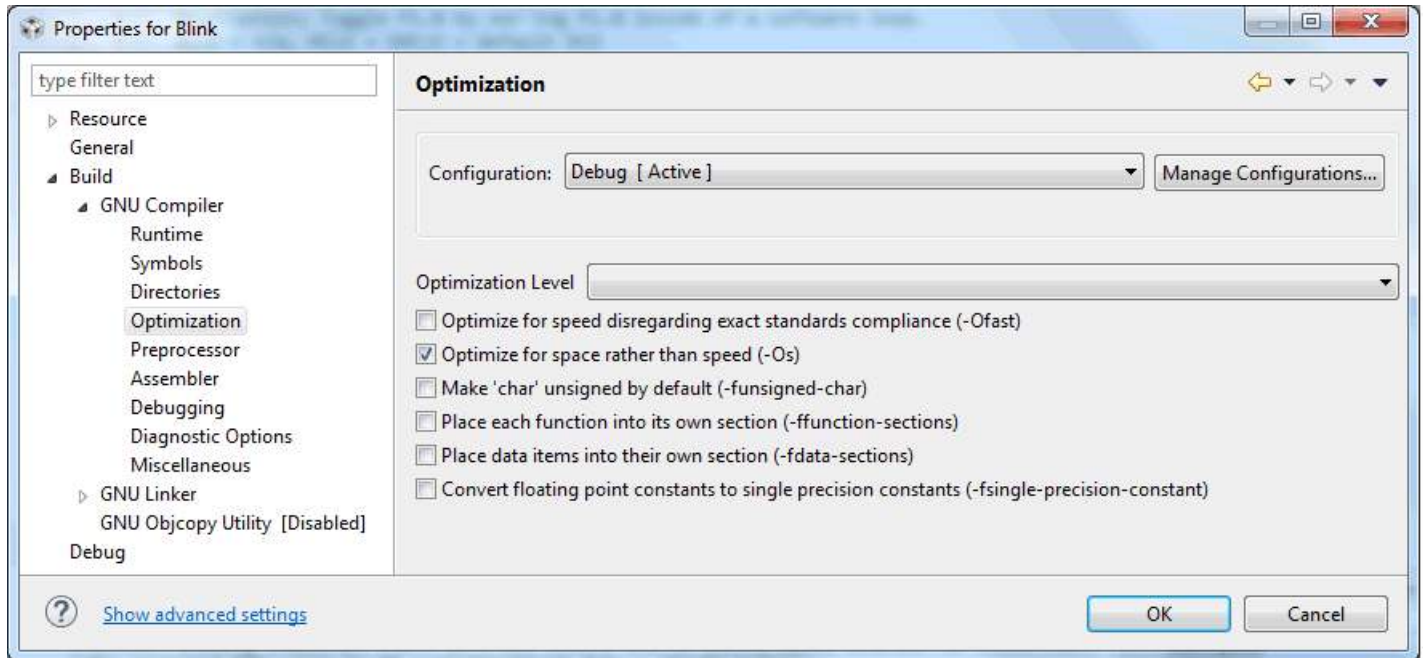 Properties for Blink
type filter text
Resource
General
Build
GNU Compiler
Runtime
Symbols
Directories
Optimization
Preprocessor
Assembler
Debugging
Diagnostic Options
Miscellaneous
GNU Linker
GNU Objcopy Utility [Disabled]
Debug
Optimization
Configuration: Debug [ Active ] Manage Configurations...
Optimization Level
Optimize for speed disregarding exact standards compliance (-Ofast)
Optimize for space rather than speed (-Os)
Make 'char' unsigned by default (-funsigned-char)
Place each function into its own section (-ffunction-sections)
Place data items into their own section (-fdata-sections)
Convert floating point constants to single precision constants (-fsingle-precision-constant)
? Show advanced settings OK Cancel